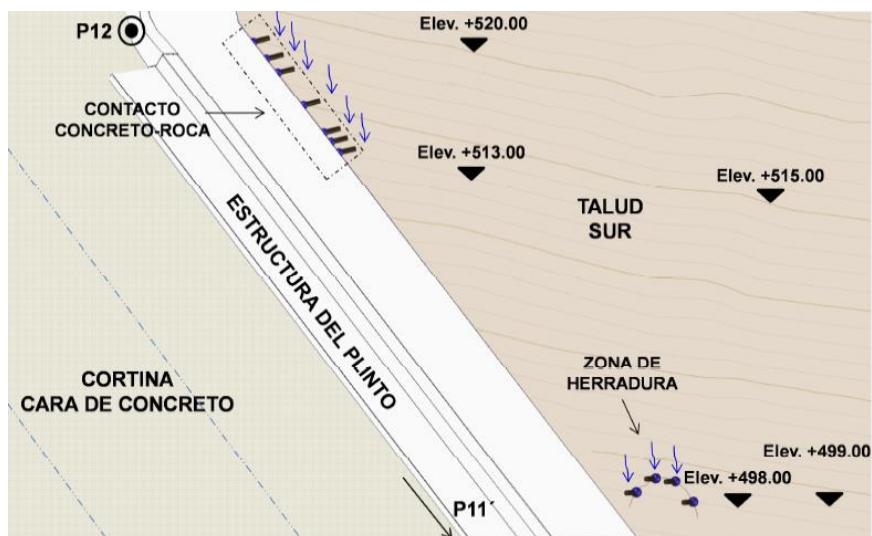 Elev. +520.00
P12
CONTACTO
CONCRETO-ROCA
Elev. +513.00
Elev. +515.00
TALUD
SUR
ESTRUCTURA DEL PLINTO
ZONA DE
HERRADURA
CORTINA
CARA DE CONCRETO
Elev. +499.00
Elev. +498.00
P11´